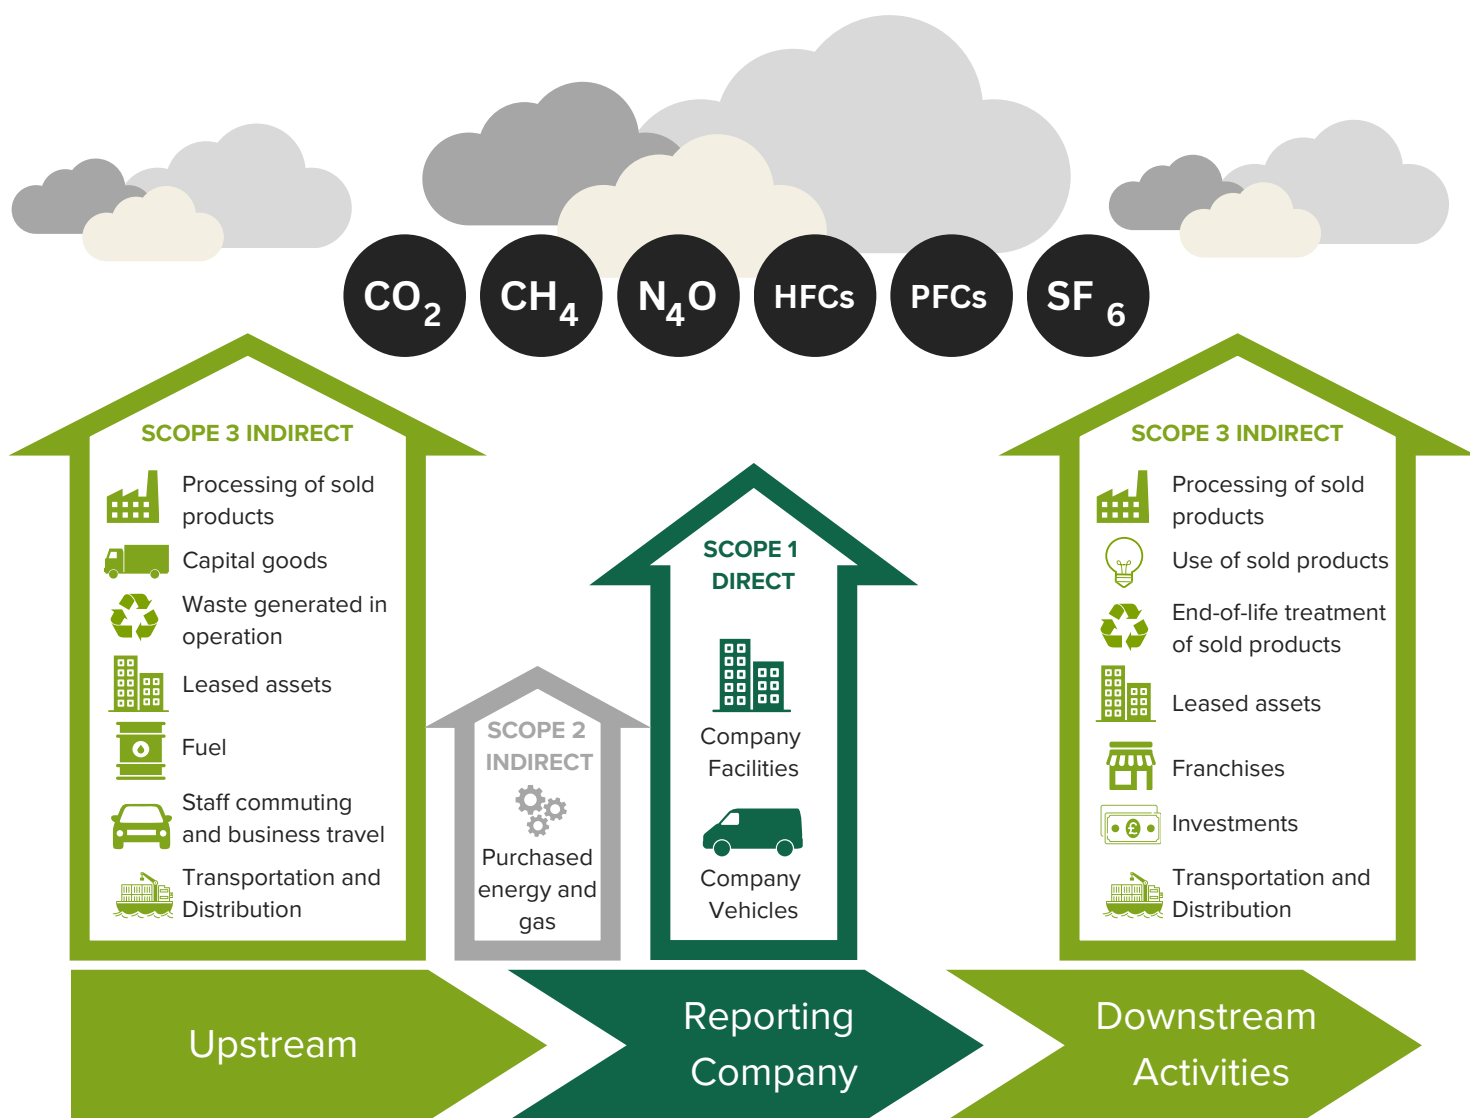 CO₂ CH₄ N₄O HFCs PFCs SF ₆
SCOPE 3 INDIRECT
Processing of sold
products
Capital goods
Waste generated in
operation
Leased assets
Fuel
Staff commuting
and business travel
Transportation and
Distribution
SCOPE 2
INDIRECT
Purchased
energy and
gas
SCOPE 1
DIRECT
Company
Facilities
Company
Vehicles
SCOPE 3 INDIRECT
Processing of sold
products
Use of sold products
End-of-life treatment
of sold products
Leased assets
Franchises
£
Investments
Transportation and
Distribution
Upstream
Reporting
Company
Downstream
Activities